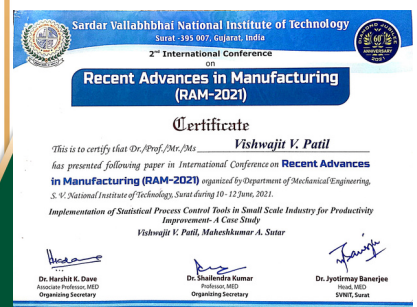 Sardar Vallabhbhai National Institute of Technology
Surat -395 007, Gujarat, India
2nd International Conference
on
Recent Advances in Manufacturing
(RAM-2021)
DIAMOND JUBILEE
60
ANNIVERSARY
2021
Certificate
This is to certify that Dr./Prof./Mr./Ms Vishwajit V. Patil
has presented following paper in International Conference on Recent Advances
in Manufacturing (RAM-2021) organized by Department of Mechanical Engineering,
S. V. National Institute of Technology, Surat during 10 - 12 June, 2021.
Implementation of Statistical Process Control Tools in Small Scale Industry for Productivity
Improvement- A Case Study
Vishwajit V. Patil, Maheshkumar A. Sutar
Dr. Harshit K. Dave
Associate Professor, MED
Organizing Secretary
Dr. Shailendra Kumar
Professor, MED
Organizing Secretary
Dr. Jyotirmay Banerjee
Head, MED
SVNIT, Surat